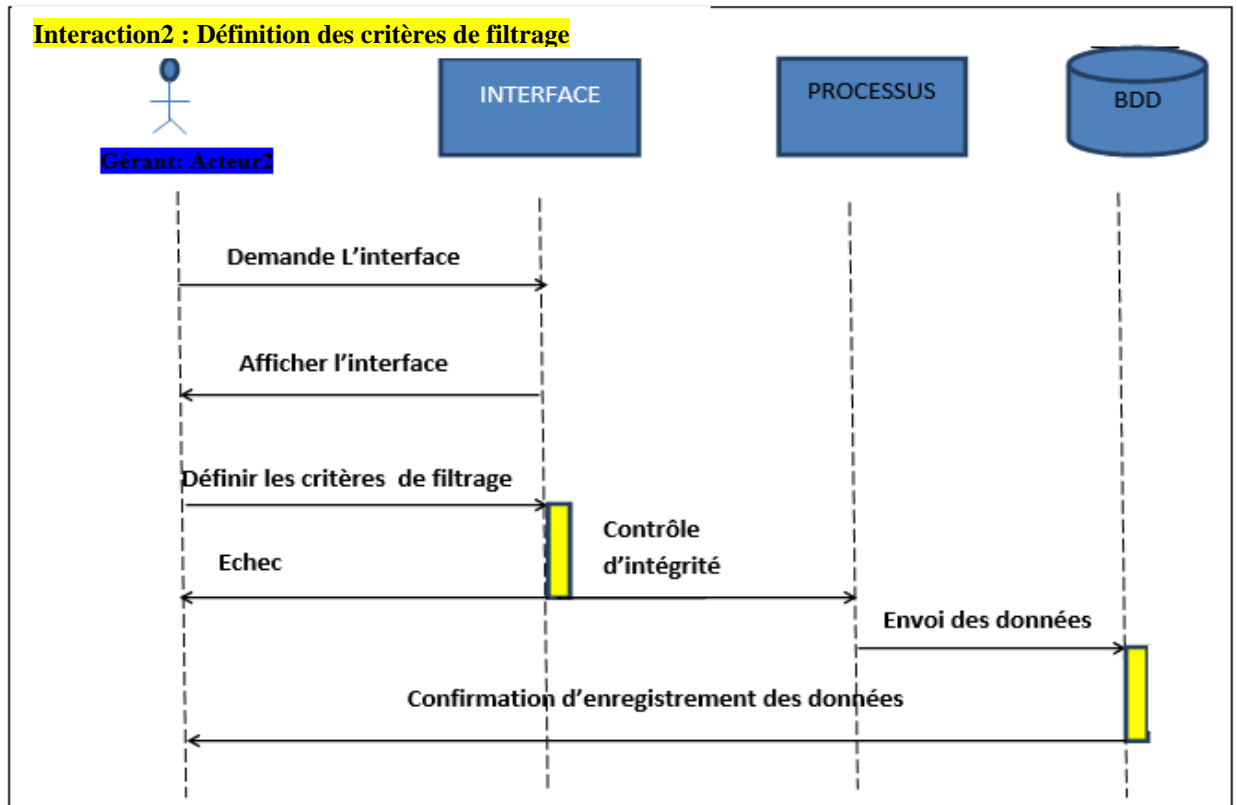 Interaction2 : Définition des critères de filtrage
INTERFACE
PROCESSUS
BDD
Gérant: Acteur2
Demande L’interface
Afficher l’interface
Définir les critères de filtrage
Contrôle
d’intégrité
Echec
Envoi des données
Confirmation d’enregistrement des données